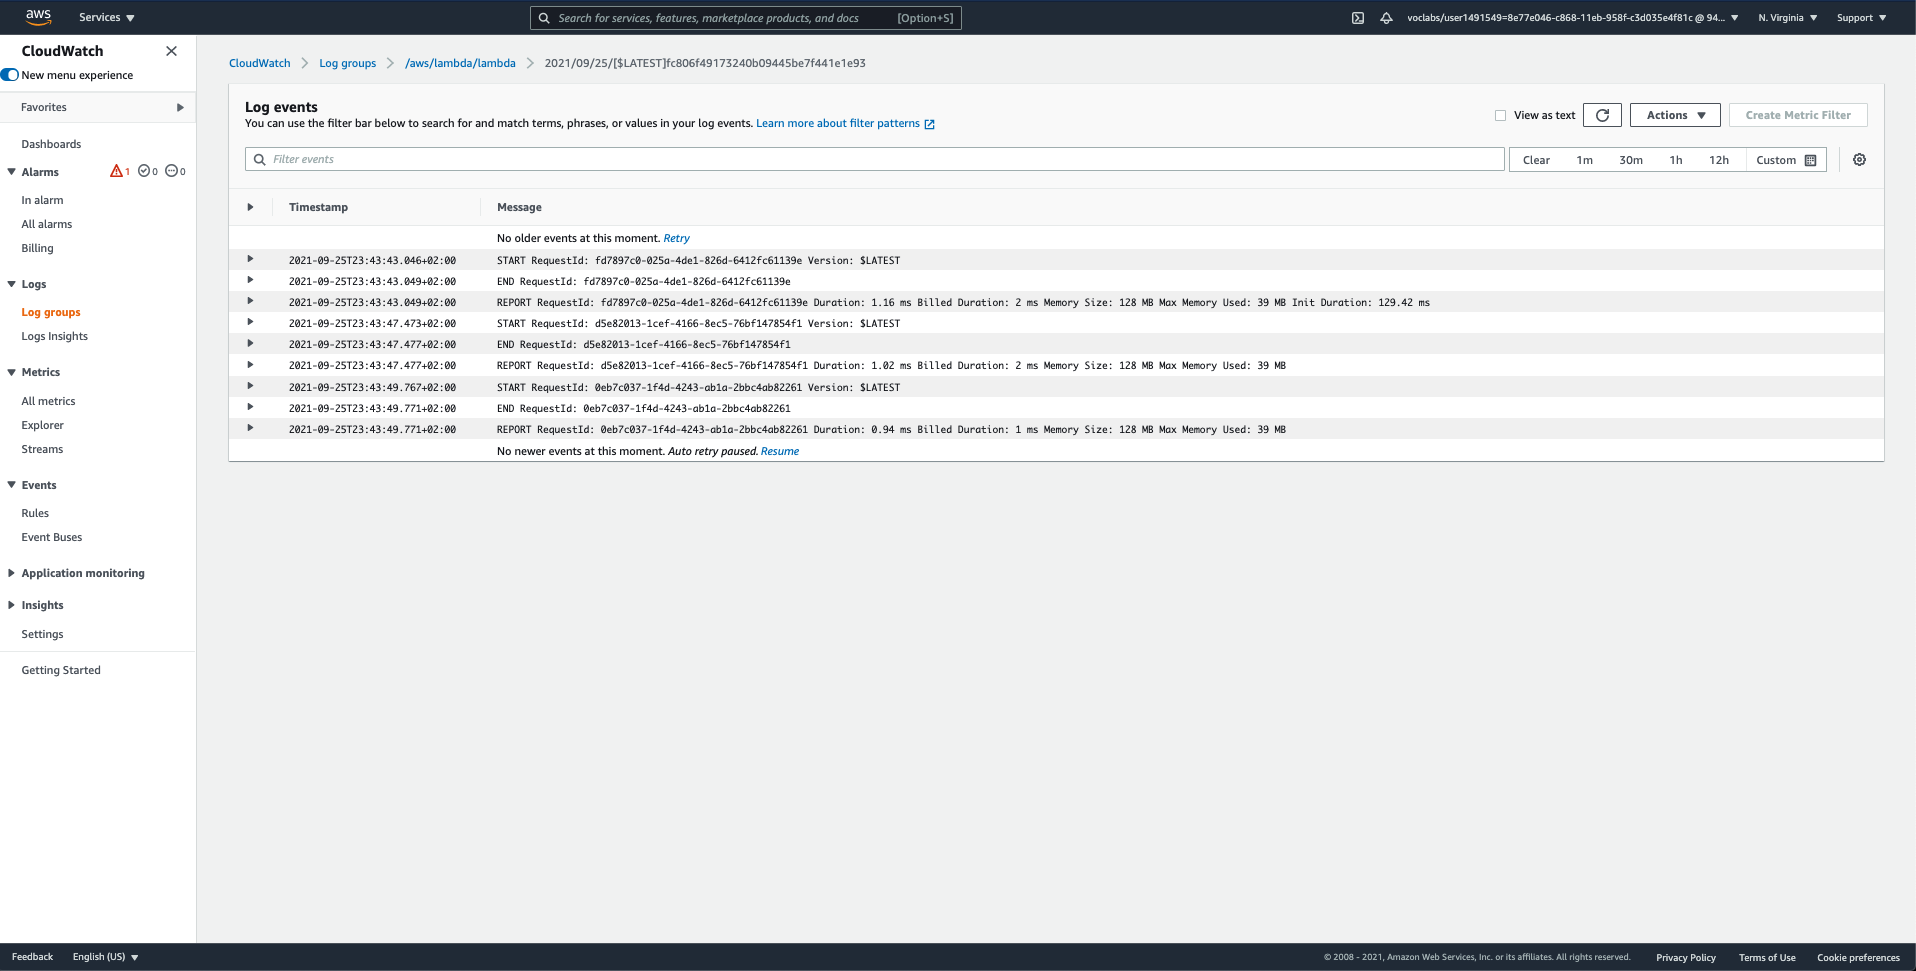 aws Services ▼ Search for services, features, marketplace products, and docs [Option+S] voclabs/user1491549=8e77e046-c868-11eb-958f-c3d035e4f81c @ 94... ▼ N. Virginia ▼ Support ▼
CloudWatch
New menu experience
Favorites
Dashboards
Alarms 1 0 0
In alarm
All alarms
Billing
Logs
Log groups
Logs Insights
Metrics
All metrics
Explorer
Streams
Events
Rules
Event Buses
Application monitoring
Insights
Settings
Getting Started
CloudWatch > Log groups > /aws/lambda/lambda > 2021/09/25/[$LATEST]fc806f49173240b09445be7f441e1e93
Log events
You can use the filter bar below to search for and match terms, phrases, or values in your log events. Learn more about filter patterns
View as text Actions ▼ Create Metric Filter
Filter events Clear 1m 30m 1h 12h Custom
Timestamp Message
No older events at this moment. Retry
2021-09-25T23:43:43.046+02:00 START RequestId: fd7897c0-025a-4de1-826d-6412fc61139e Version: $LATEST
2021-09-25T23:43:43.049+02:00 END RequestId: fd7897c0-025a-4de1-826d-6412fc61139e
2021-09-25T23:43:43.049+02:00 REPORT RequestId: fd7897c0-025a-4de1-826d-6412fc61139e Duration: 1.16 ms Billed Duration: 2 ms Memory Size: 128 MB Max Memory Used: 39 MB Init Duration: 129.42 ms
2021-09-25T23:43:47.473+02:00 START RequestId: d5e82013-1cef-4166-8ec5-76bf147854f1 Version: $LATEST
2021-09-25T23:43:47.477+02:00 END RequestId: d5e82013-1cef-4166-8ec5-76bf147854f1
2021-09-25T23:43:47.477+02:00 REPORT RequestId: d5e82013-1cef-4166-8ec5-76bf147854f1 Duration: 1.02 ms Billed Duration: 2 ms Memory Size: 128 MB Max Memory Used: 39 MB
2021-09-25T23:43:49.767+02:00 START RequestId: 0eb7c037-1f4d-4243-ab1a-2bbc4ab82261 Version: $LATEST
2021-09-25T23:43:49.771+02:00 END RequestId: 0eb7c037-1f4d-4243-ab1a-2bbc4ab82261
2021-09-25T23:43:49.771+02:00 REPORT RequestId: 0eb7c037-1f4d-4243-ab1a-2bbc4ab82261 Duration: 0.94 ms Billed Duration: 1 ms Memory Size: 128 MB Max Memory Used: 39 MB
No newer events at this moment. Auto retry paused. Resume
Feedback English (US) ▼ © 2008 - 2021, Amazon Web Services, Inc. or its affiliates. All rights reserved. Privacy Policy Terms of Use Cookie preferences